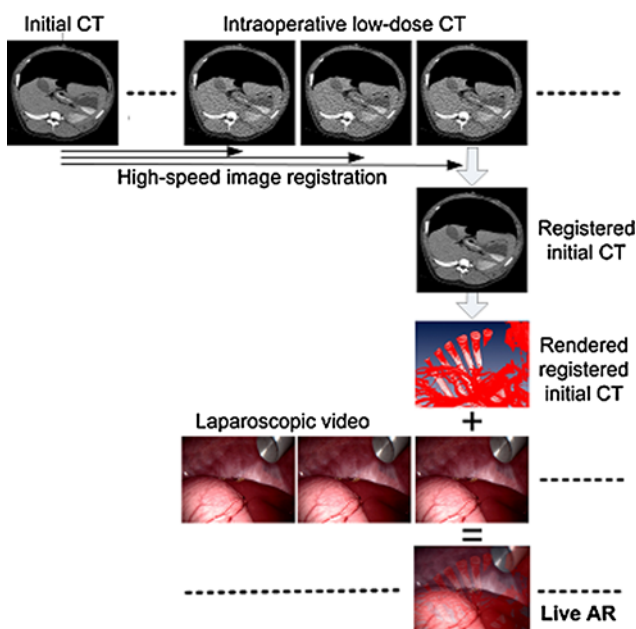 Initial CT
Intraoperative low-dose CT
High-speed image registration
Registered
initial CT
Rendered
registered
initial CT
Laparoscopic video
+
=
Live AR